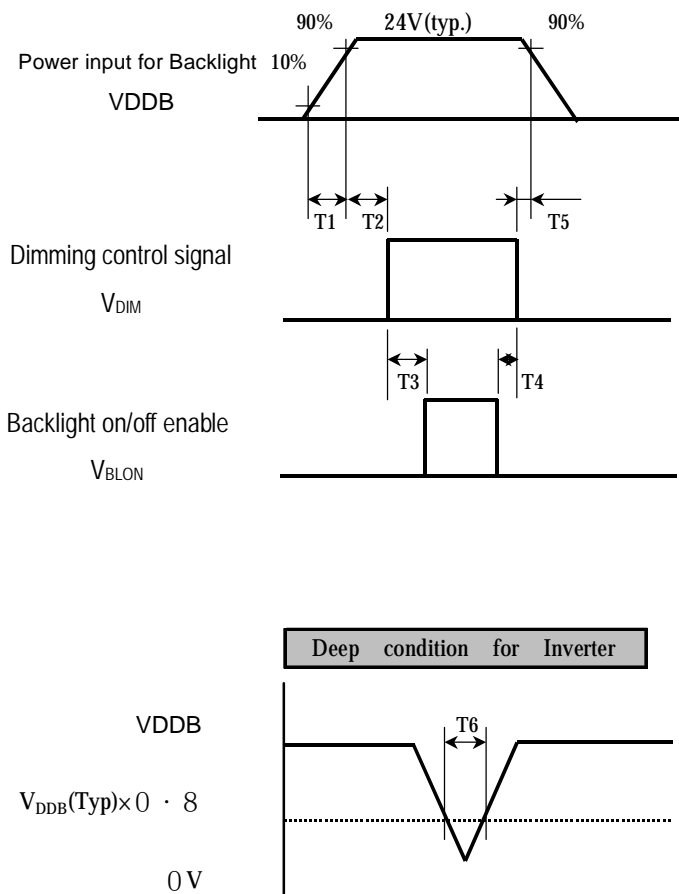 90% 24V(typ.) 90%
Power input for Backlight 10%
VDDB
T1 T2 T5
Dimming control signal
VDIM
T3 T4
Backlight on/off enable
VBLON
Deep condition for Inverter
VDDB T6
VDDB(Typ)×0・8
0V